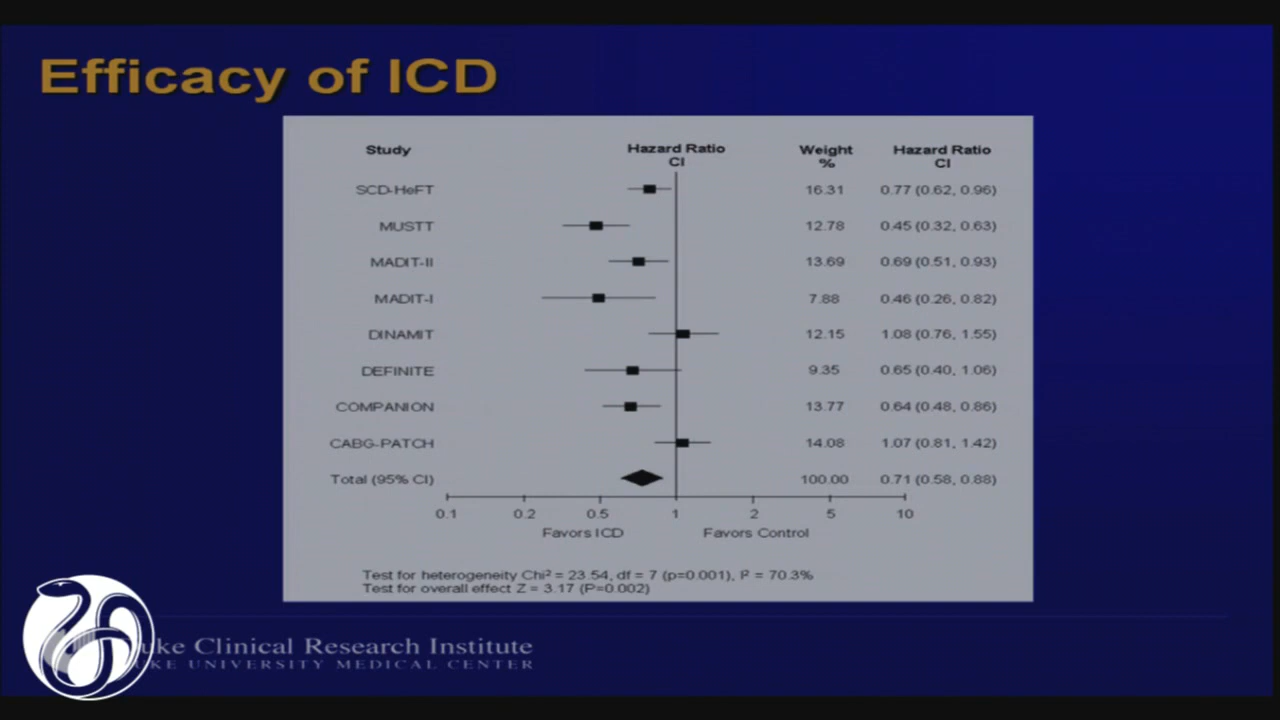 Efficacy of ICD
Study Hazard Ratio CI Weight % Hazard Ratio CI
SCD-HeFT 16.31 0.77 (0.62, 0.96)
MUSTT 12.78 0.45 (0.32, 0.63)
MADIT-II 13.69 0.69 (0.51, 0.93)
MADIT-I 7.88 0.46 (0.26, 0.82)
DINAMIT 12.15 1.08 (0.76, 1.55)
DEFINITE 9.35 0.65 (0.40, 1.06)
COMPANION 13.77 0.64 (0.48, 0.86)
CABG-PATCH 14.08 1.07 (0.81, 1.42)
Total (95% CI) 100.00 0.71 (0.58, 0.88)
0.1 0.2 0.5 1 2 5 10
Favors ICD Favors Control
Test for heterogeneity Chi² = 23.54, df = 7 (p=0.001), I² = 70.3%
Test for overall effect Z = 3.17 (P=0.002)
uke Clinical Research Institute
UKE UNIVERSITY MEDICAL CENTER